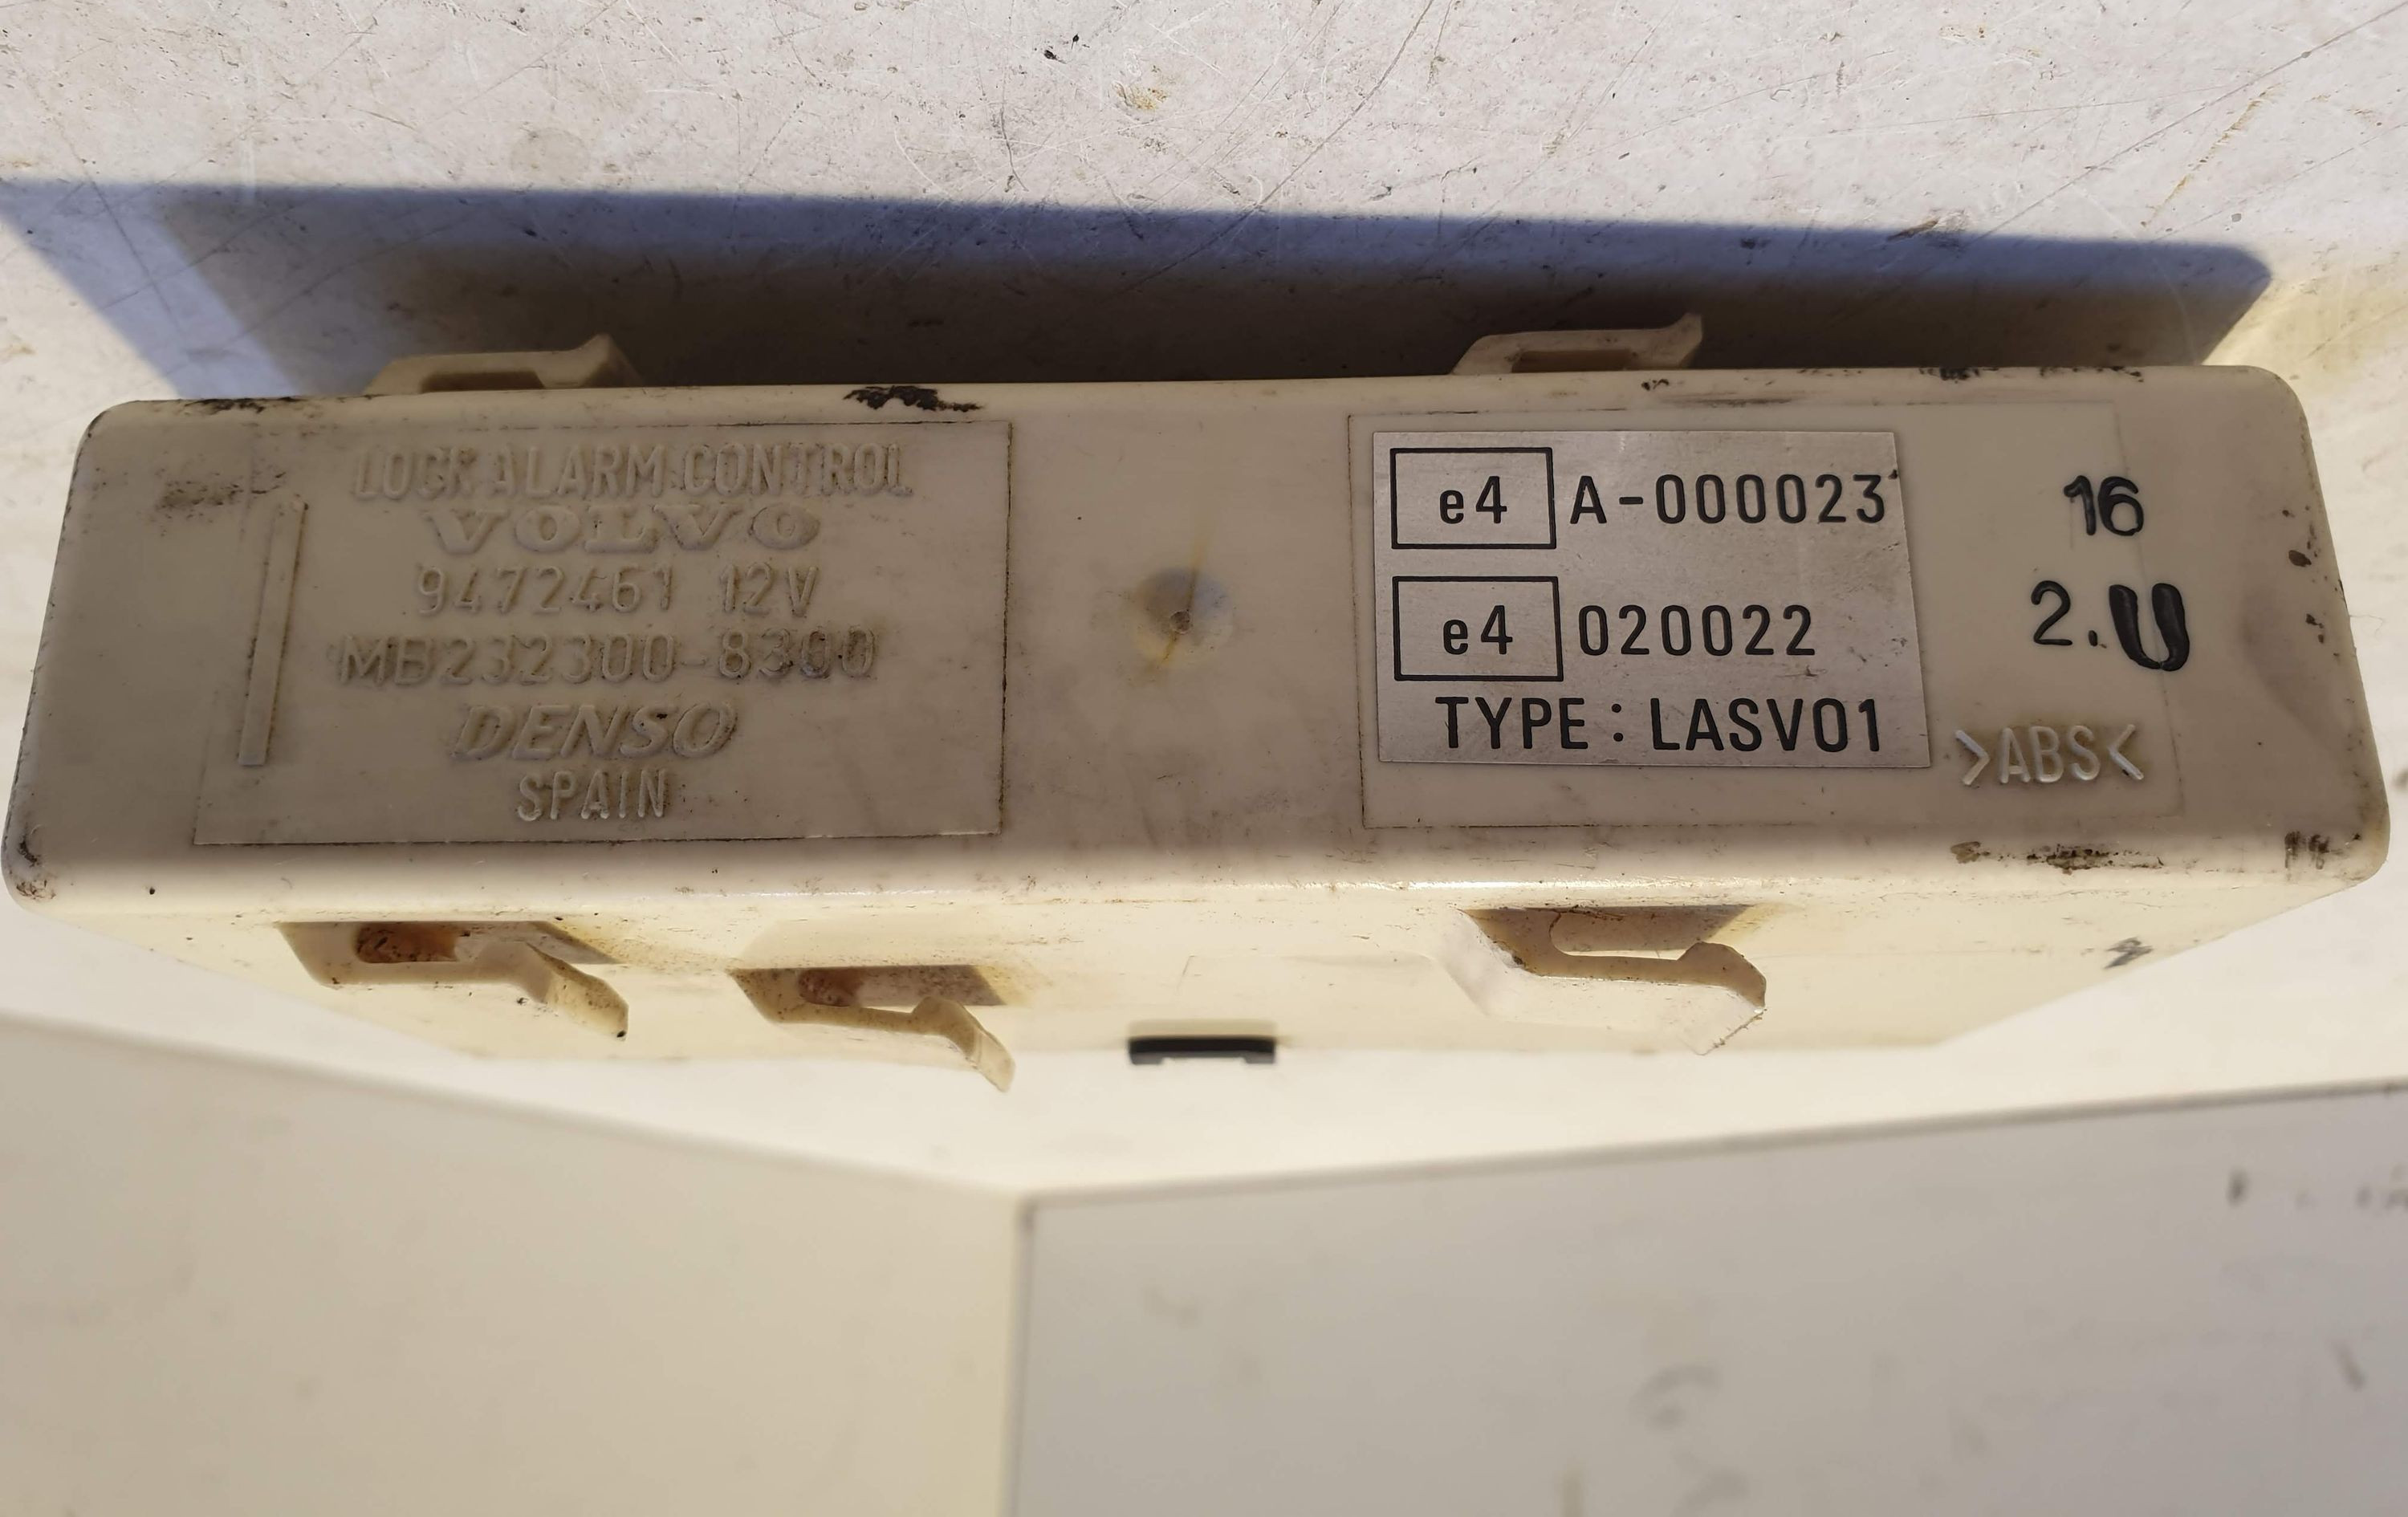 LOCK ALARM CONTROL
VOLVO
9472461 12V
MB232300-8300
DENSO
SPAIN
e4 A-000023
e4 020022
TYPE : LASV01
16
2.U
>ABS<